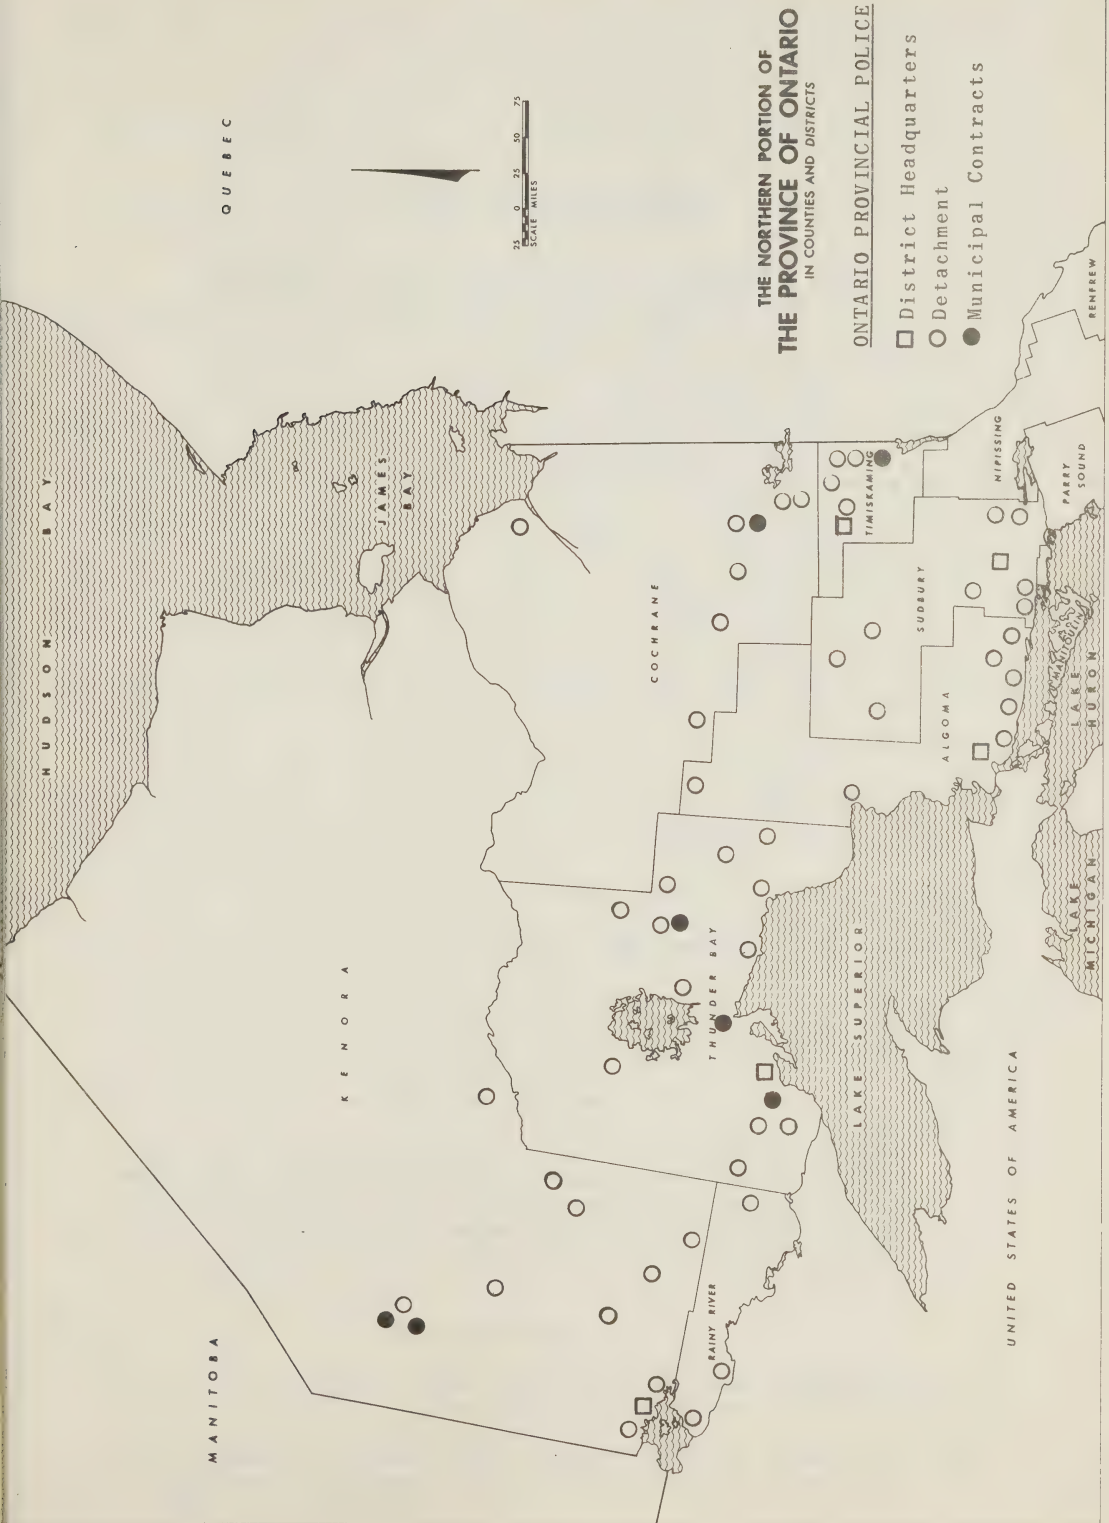 THE NORTHERN PORTION OF
THE PROVINCE OF ONTARIO
IN COUNTIES AND DISTRICTS
ONTARIO PROVINCIAL POLICE
District Headquarters
Detachment
Municipal Contracts
25 0 25 50 75
SCALE MILES
QUEBEC
HUDSON BAY
JAMES
BAY
MANITOBA
KENORA
COCHRANE
THUNDER BAY
RAINY RIVER
TIMISKAMING
SUDBURY
ALGOMA
NIPISSING
PARRY
SOUND
RENFREW
MANITOULIN
LAKE
HURON
LAKE
MICHIGAN
LAKE SUPERIOR
UNITED STATES OF AMERICA